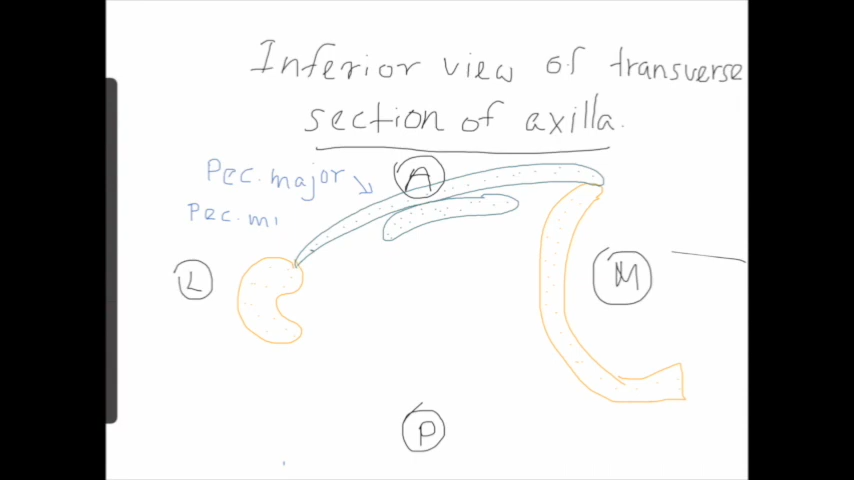 Inferior view of transverse
section of axilla.
A
Pec. major
Pec. mi
L
M
P